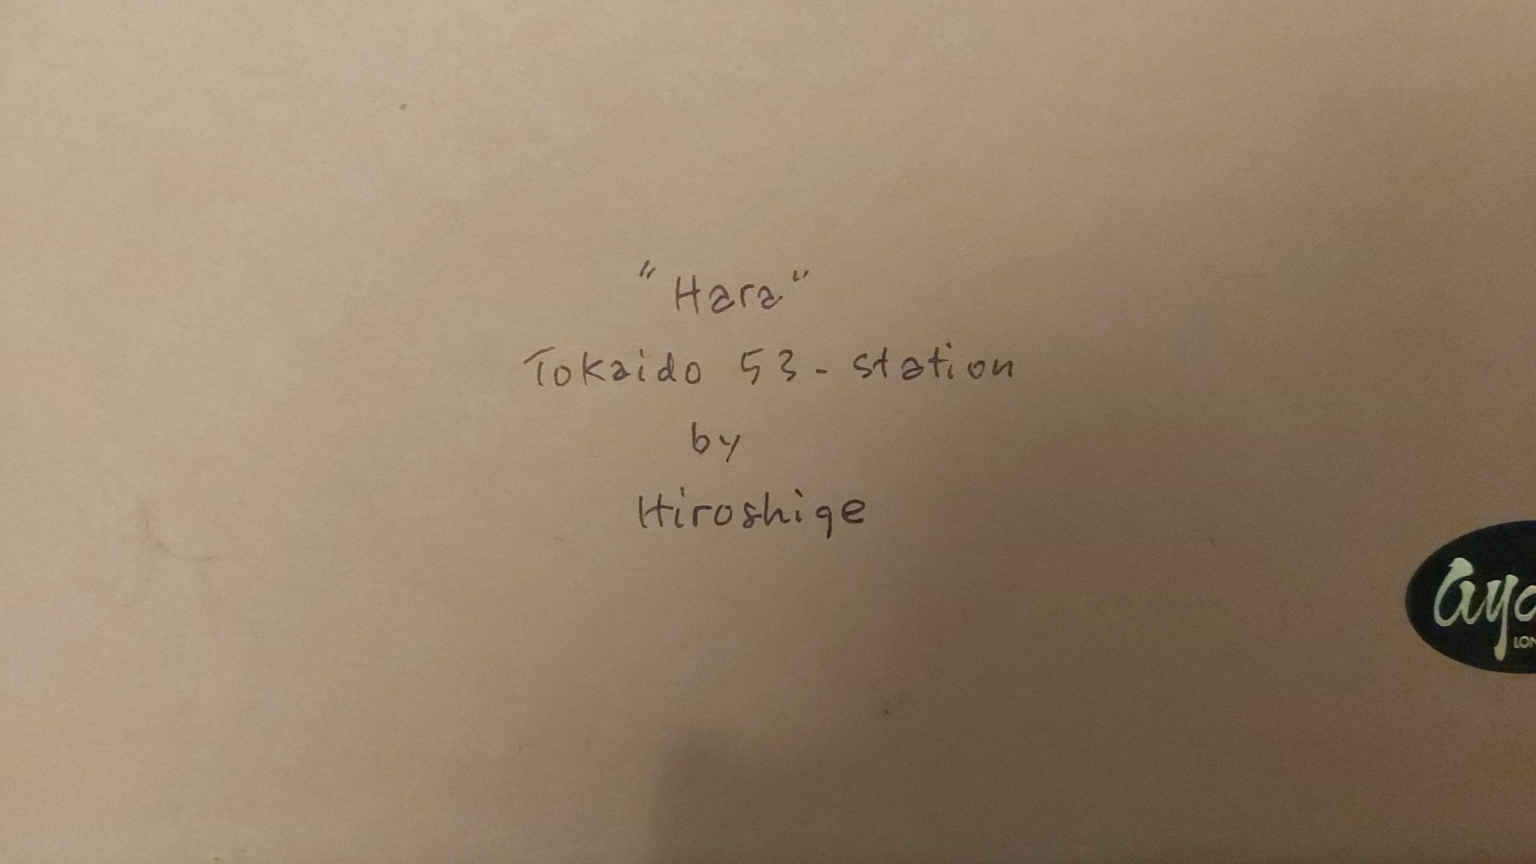 "Hara"
Tokaido 53-station
by
Hiroshige